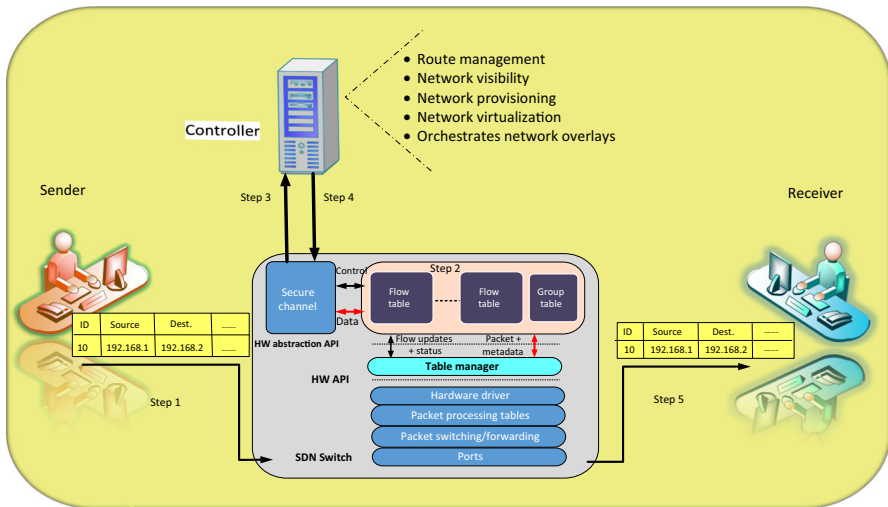 • Route management
• Network visibility
• Network provisioning
• Network virtualization
• Orchestrates network overlays
Controller
Sender
Receiver
Step 3
Step 4
Step 2
Control
Data
Secure channel
Flow table
Flow table
Group table
HW abstraction API
Flow updates + status
Packet + metadata
Table manager
HW API
Hardware driver
Packet processing tables
Packet switching/forwarding
Ports
SDN Switch
ID Source Dest. ......
10 192.168.1 192.168.2 ......
Step 1
ID Source Dest. ......
10 192.168.1 192.168.2 ......
Step 5